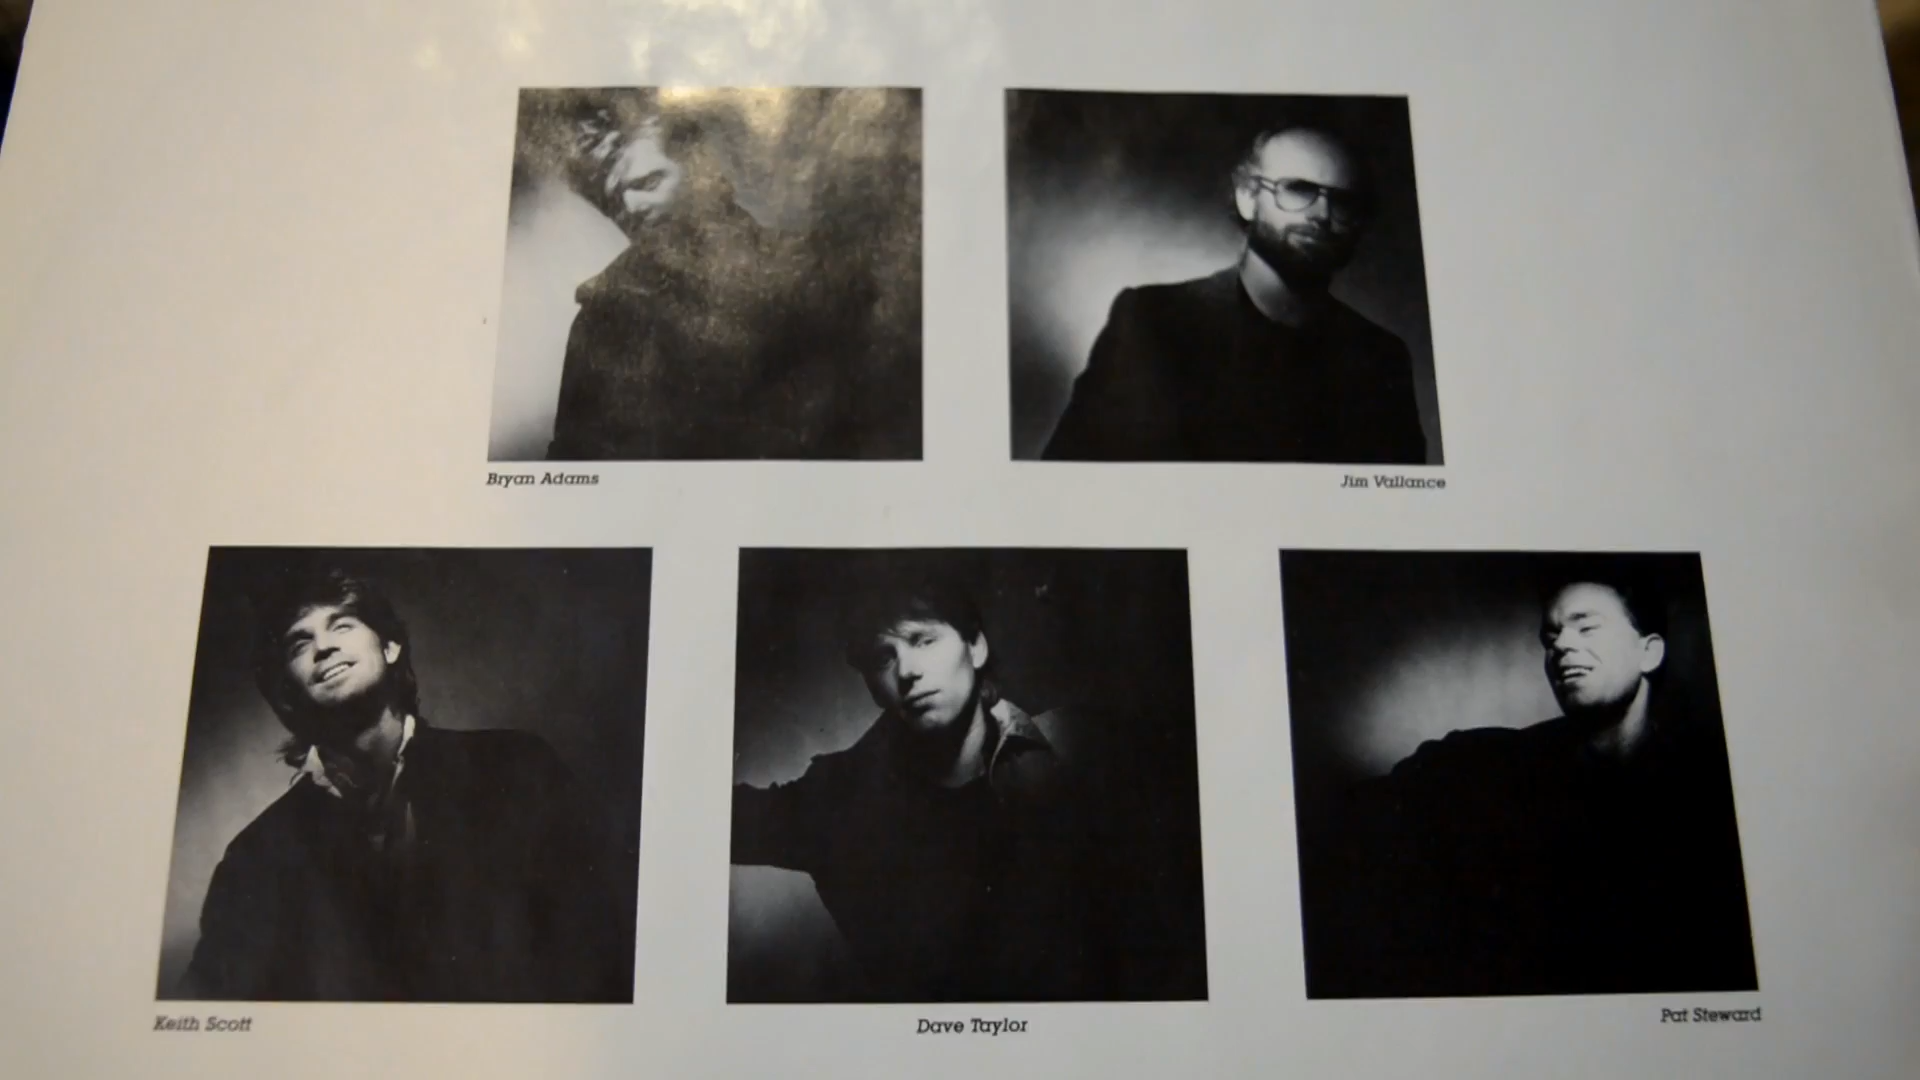 Bryan Adams
Jim Vallance
Keith Scott
Dave Taylor
Pat Steward